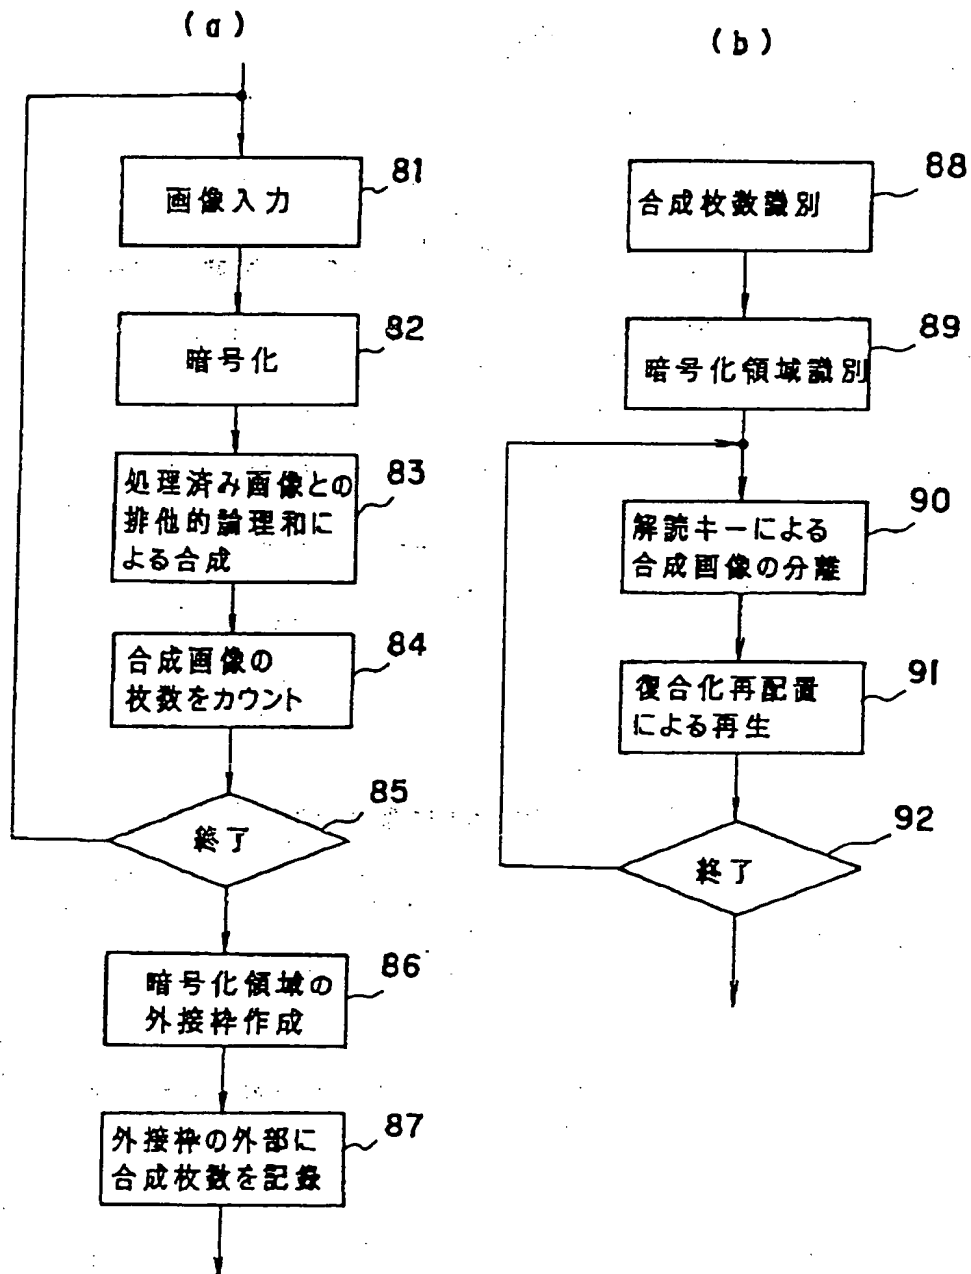 (a)
81
画像入力
82
暗号化
83
処理済み画像との
排他的論理和に
よる合成
84
合成画像の
枚数をカウント
85
終了
86
暗号化領域の
外接枠作成
87
外接枠の外部に
合成枚数を記録
(b)
88
合成枚数識別
89
暗号化領域識別
90
解読キーによる
合成画像の分離
91
復合化再配置
による再生
92
終了